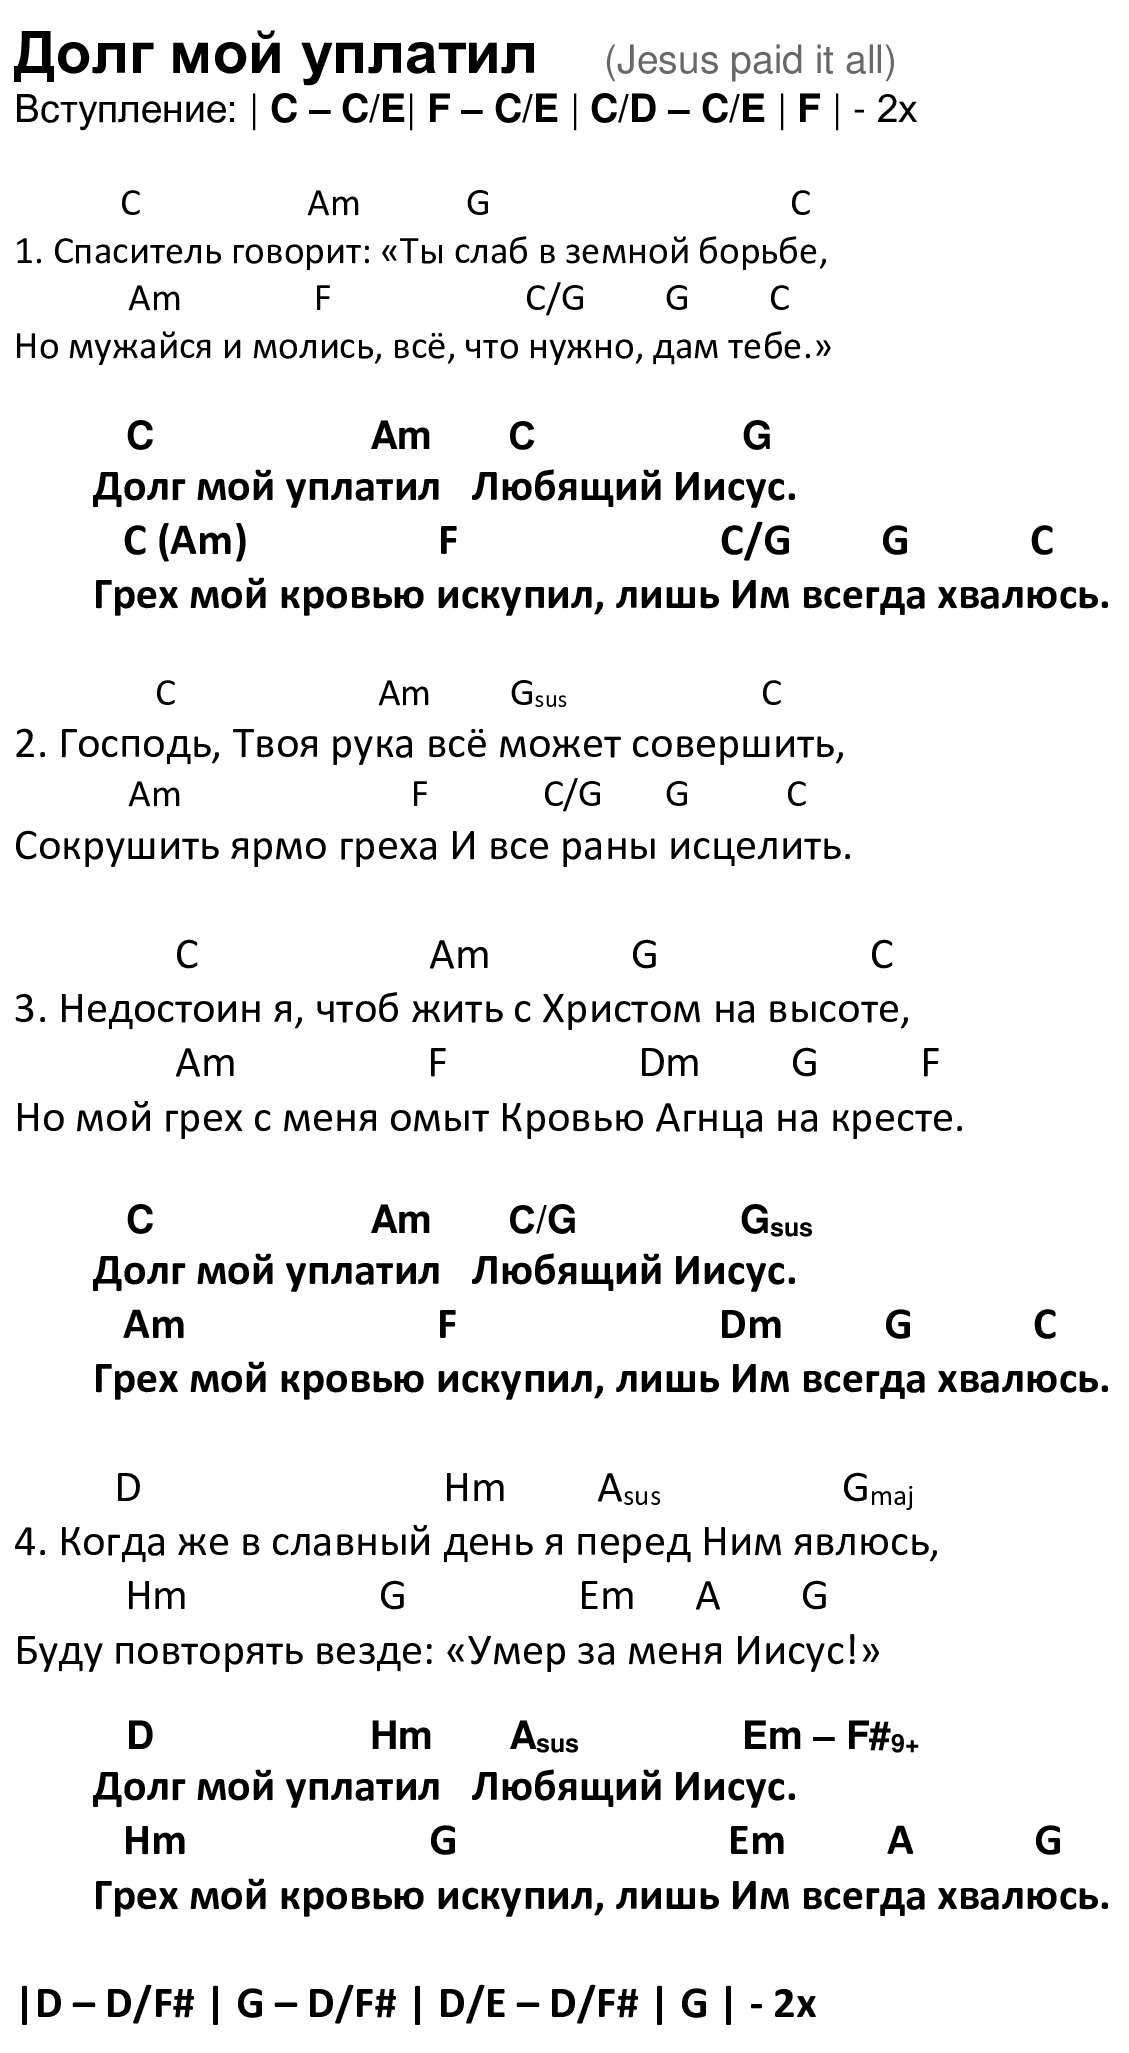 Долг мой уплатил (Jesus paid it all)
Вступление: | C – C/E| F – C/E | C/D – C/E | F | - 2x
C Am G C
1. Спаситель говорит: «Ты слаб в земной борьбе,
Am F C/G G C
Но мужайся и молись, всё, что нужно, дам тебе.»
C Am C G
Долг мой уплатил Любящий Иисус.
C (Am) F C/G G C
Грех мой кровью искупил, лишь Им всегда хвалюсь.
C Am Gsus C
2. Господь, Твоя рука всё может совершить,
Am F C/G G C
Сокрушить ярмо греха И все раны исцелить.
C Am G C
3. Недостоин я, чтоб жить с Христом на высоте,
Am F Dm G F
Но мой грех с меня омыт Кровью Агнца на кресте.
C Am C/G Gsus
Долг мой уплатил Любящий Иисус.
Am F Dm G C
Грех мой кровью искупил, лишь Им всегда хвалюсь.
D Hm Asus Gmaj
4. Когда же в славный день я перед Ним явлюсь,
Hm G Em A G
Буду повторять везде: «Умер за меня Иисус!»
D Hm Asus Em – F#9+
Долг мой уплатил Любящий Иисус.
Hm G Em A G
Грех мой кровью искупил, лишь Им всегда хвалюсь.
|D – D/F# | G – D/F# | D/E – D/F# | G | - 2x